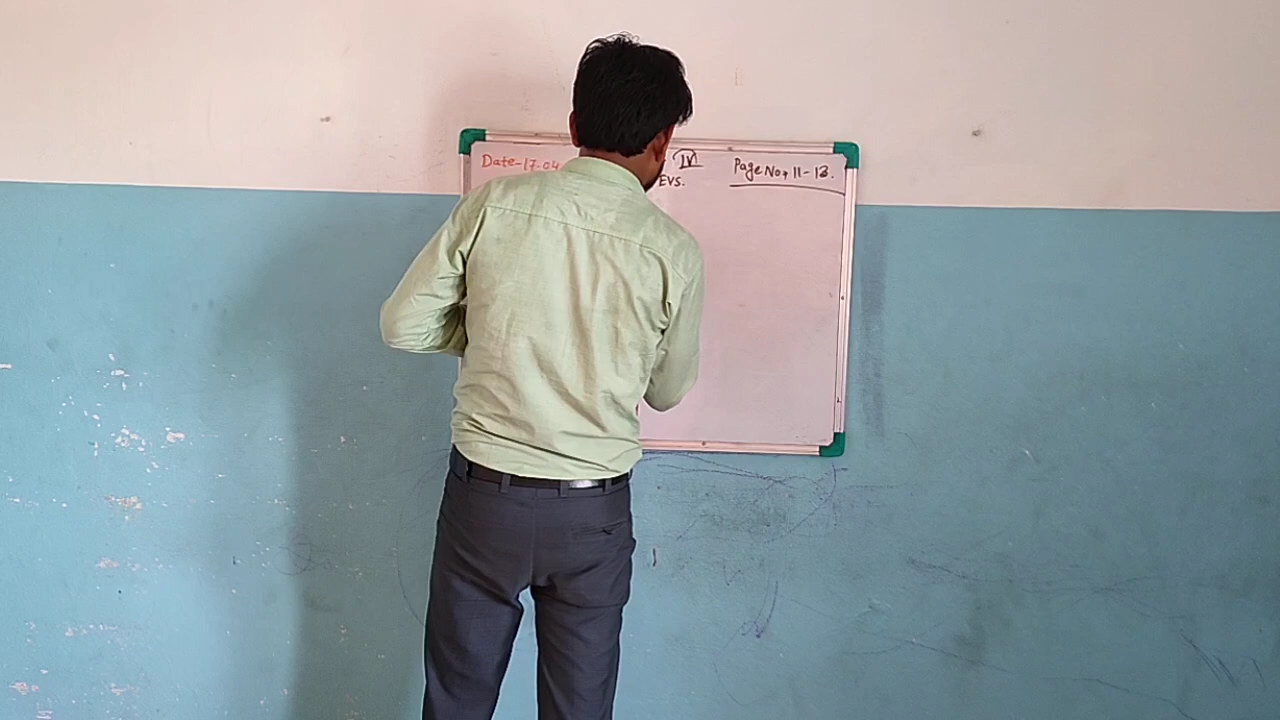 Date-17-04
IV
Page No, 11-13.
EVS.